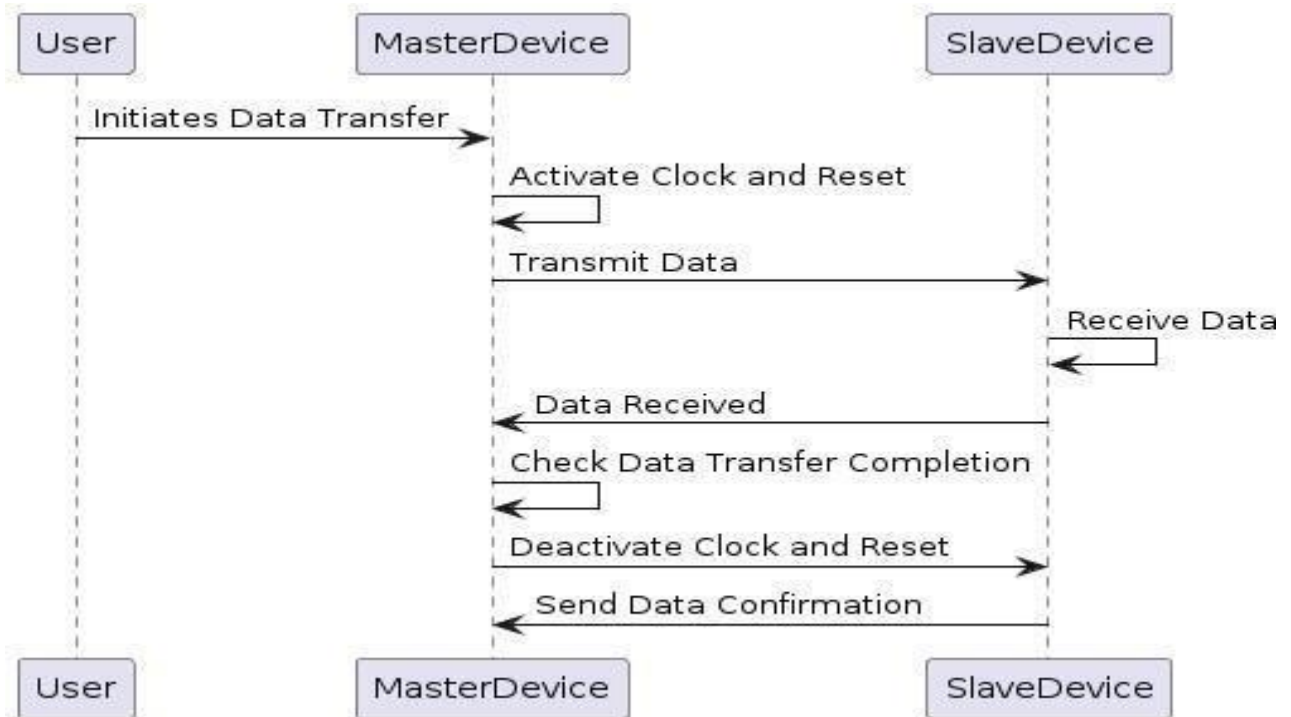 User
MasterDevice
SlaveDevice
Initiates Data Transfer
Activate Clock and Reset
Transmit Data
Receive Data
Data Received
Check Data Transfer Completion
Deactivate Clock and Reset
Send Data Confirmation
User
MasterDevice
SlaveDevice